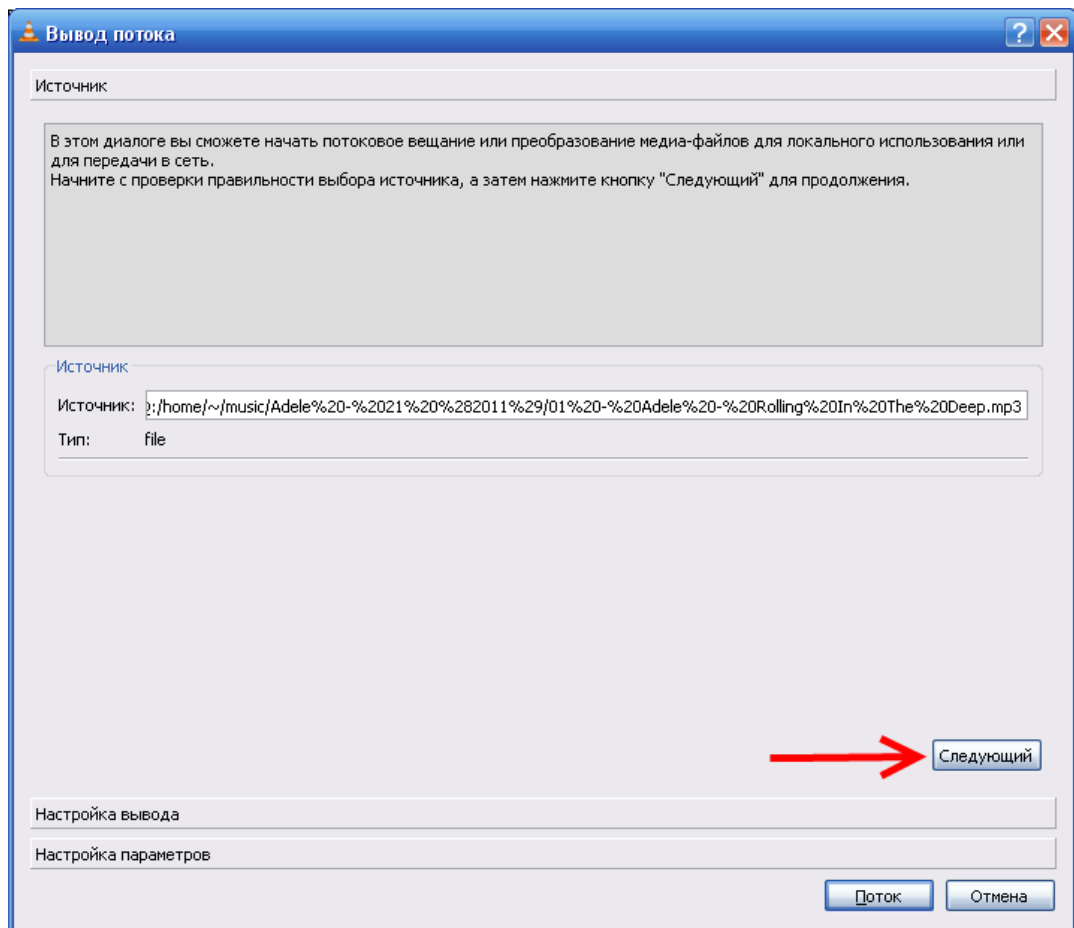 Вывод потока
Источник
В этом диалоге вы сможете начать потоковое вещание или преобразование медиа-файлов для локального использования или
для передачи в сеть.
Начните с проверки правильности выбора источника, а затем нажмите кнопку "Следующий" для продолжения.
Источник
Источник: :/home/~/music/Adele%20-%2021%20%282011%29/01%20-%20Adele%20-%20Rolling%20In%20The%20Deep.mp3
Тип: file
Следующий
Настройка вывода
Настройка параметров
Поток Отмена